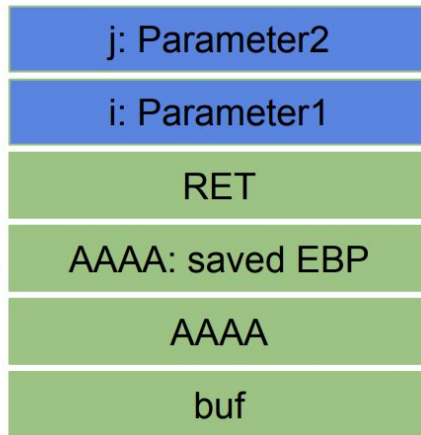 j: Parameter2
i: Parameter1
RET
AAAA: saved EBP
AAAA
buf